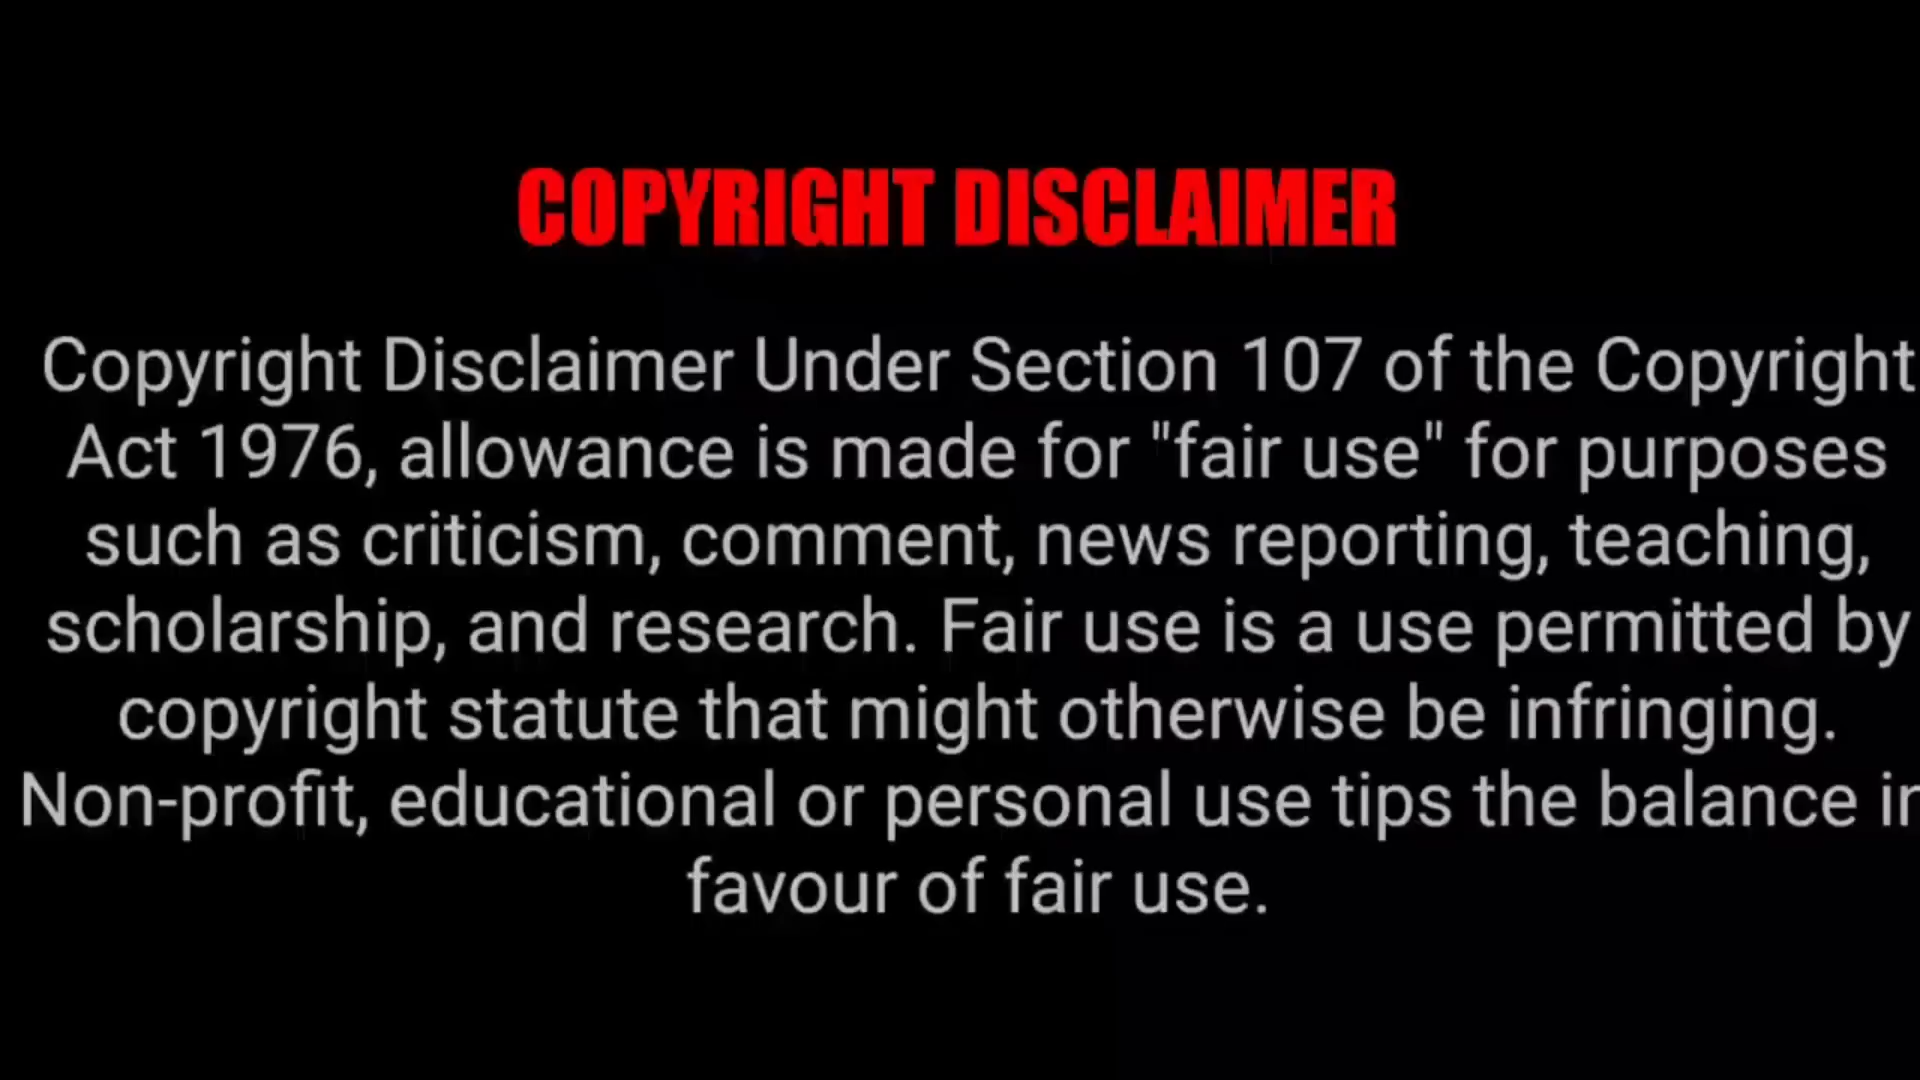 COPYRIGHT DISCLAIMER
Copyright Disclaimer Under Section 107 of the Copyright
Act 1976, allowance is made for "fair use" for purposes
such as criticism, comment, news reporting, teaching,
scholarship, and research. Fair use is a use permitted by
copyright statute that might otherwise be infringing.
Non-profit, educational or personal use tips the balance in
favour of fair use.